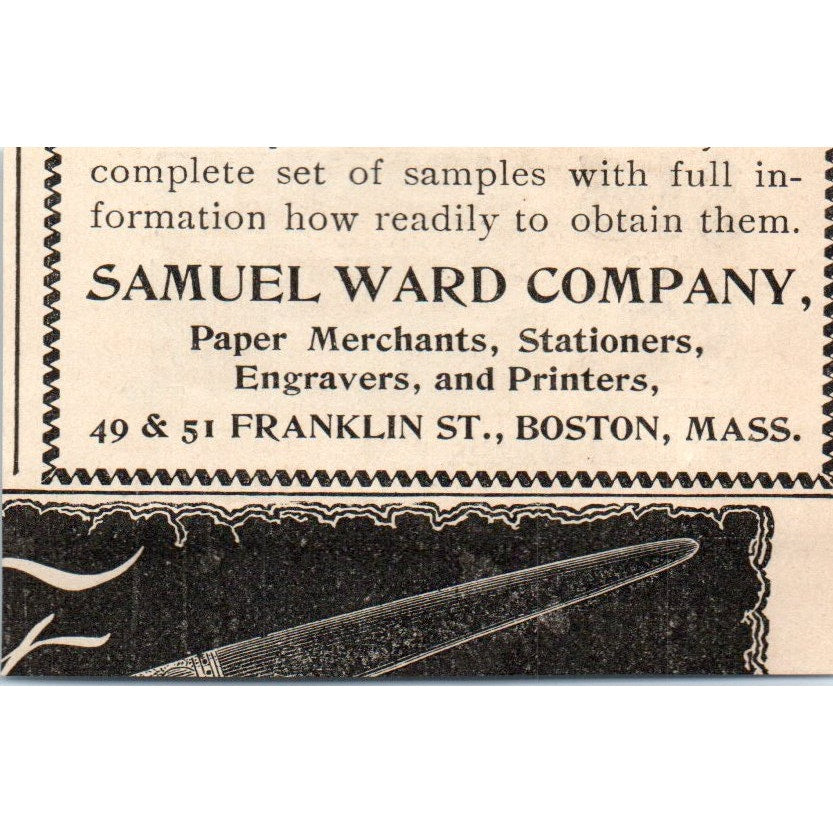 complete set of samples with full in-
formation how readily to obtain them.
SAMUEL WARD COMPANY,
Paper Merchants, Stationers,
Engravers, and Printers,
49 & 51 FRANKLIN ST., BOSTON, MASS.